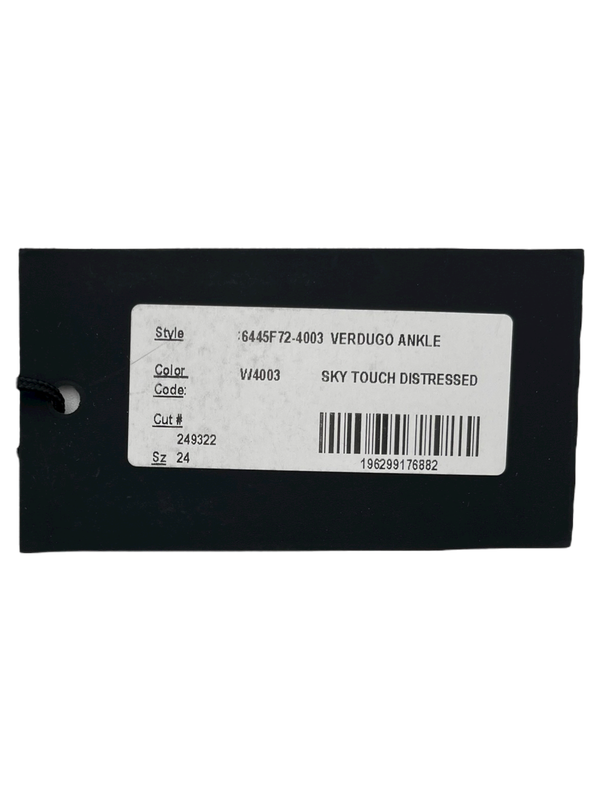 Style 6445F72-4003 VERDUGO ANKLE
Color W4003 SKY TOUCH DISTRESSED
Code:
Cut #
249322
Sz 24
196299176882